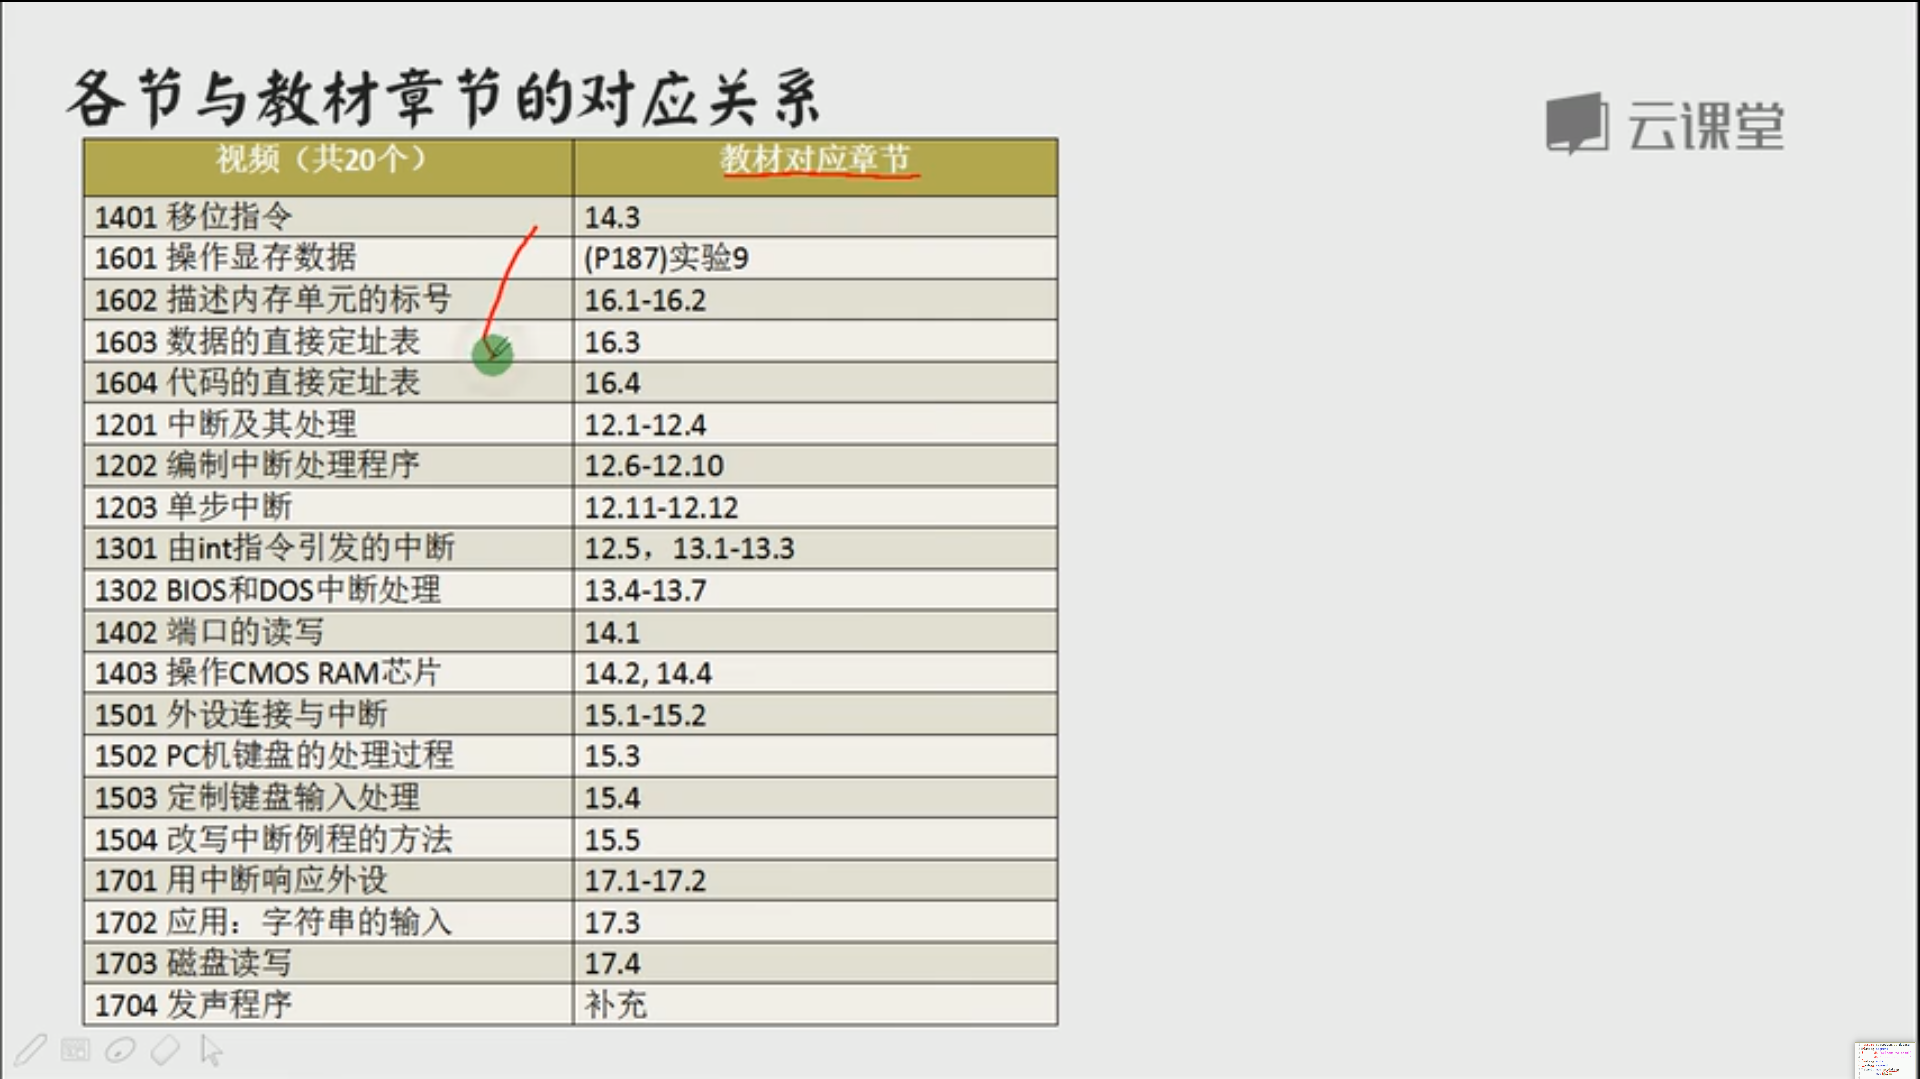 各节与教材章节的对应关系
云课堂
视频（共20个） 教材对应章节
1401 移位指令 14.3
1601 操作显存数据 (P187)实验9
1602 描述内存单元的标号 16.1-16.2
1603 数据的直接定址表 16.3
1604 代码的直接定址表 16.4
1201 中断及其处理 12.1-12.4
1202 编制中断处理程序 12.6-12.10
1203 单步中断 12.11-12.12
1301 由int指令引发的中断 12.5，13.1-13.3
1302 BIOS和DOS中断处理 13.4-13.7
1402 端口的读写 14.1
1403 操作CMOS RAM芯片 14.2, 14.4
1501 外设连接与中断 15.1-15.2
1502 PC机键盘的处理过程 15.3
1503 定制键盘输入处理 15.4
1504 改写中断例程的方法 15.5
1701 用中断响应外设 17.1-17.2
1702 应用：字符串的输入 17.3
1703 磁盘读写 17.4
1704 发声程序 补充